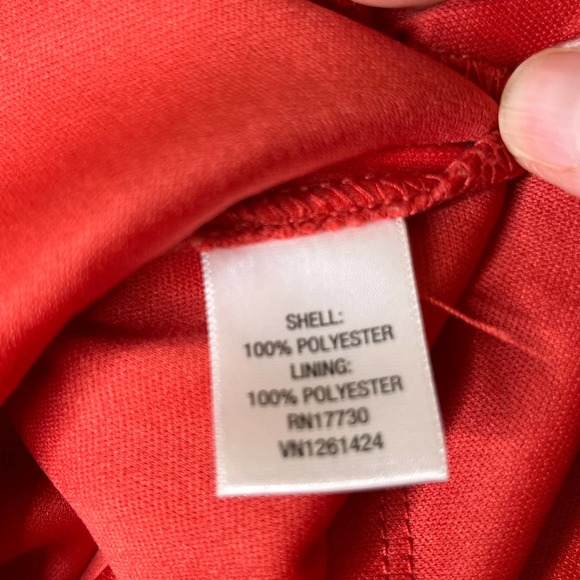 SHELL:
100% POLYESTER
LINING:
100% POLYESTER
RN17730
VN1261424